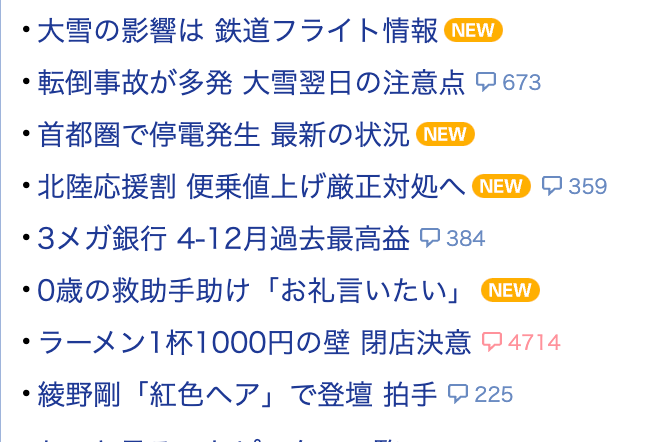 ・大雪の影響は 鉄道フライト情報 NEW
・転倒事故が多発 大雪翌日の注意点 673
・首都圏で停電発生 最新の状況 NEW
・北陸応援割 便乗値上げ厳正対処へ NEW 359
・3メガ銀行 4-12月過去最高益 384
・0歳の救助手助け「お礼言いたい」 NEW
・ラーメン1杯1000円の壁 閉店決意 4714
・綾野剛「紅色ヘア」で登壇 拍手 225